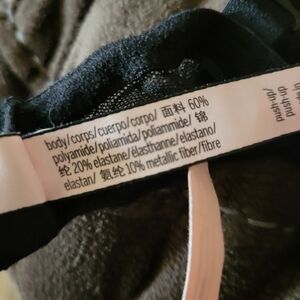 body/corps/cuerpo/corpo/ 面料 60%
polyamide/poliamida/poliammide/ 锦
纶 20% elastane/élasthanne/elastano/
elastan/ 氨纶 10% metallic fiber/fibre
push-up/
push-up